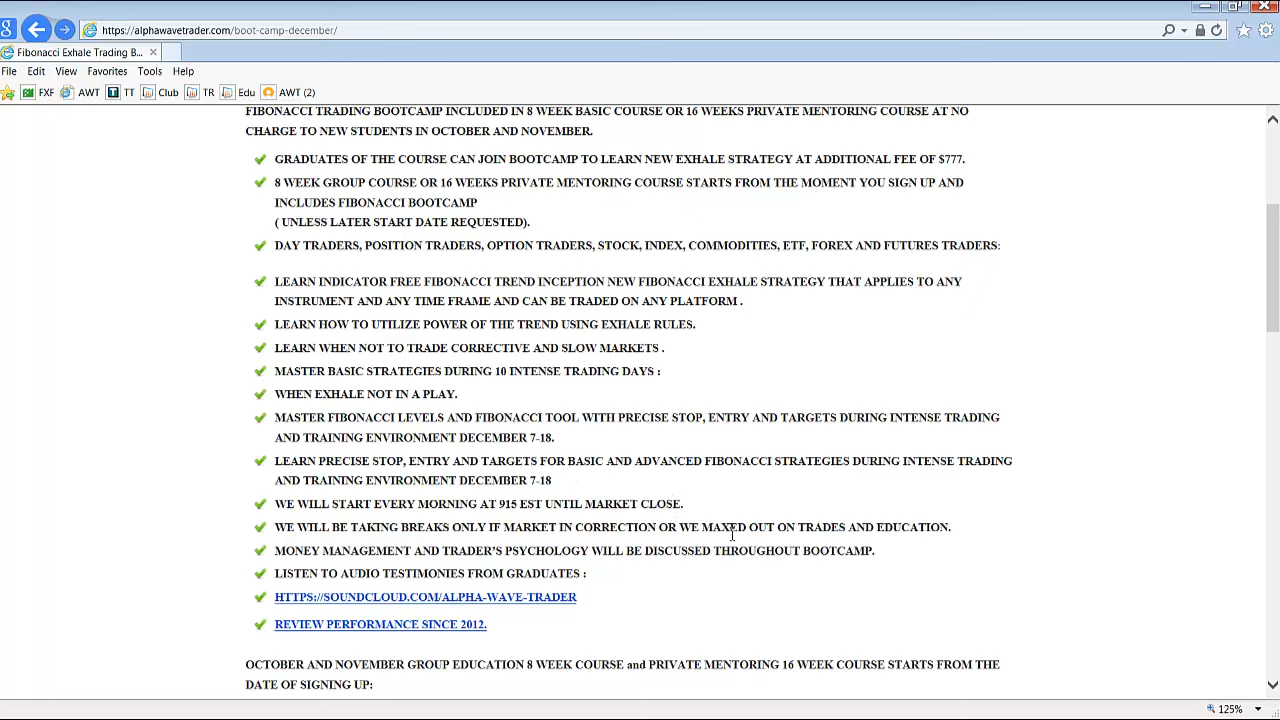 https://alphawavetrader.com/boot-camp-december/
Fibonacci Exhale Trading B...
File Edit View Favorites Tools Help
FXF AWT TT Club TR Edu AWT (2)
FIBONACCI TRADING BOOTCAMP INCLUDED IN 8 WEEK BASIC COURSE OR 16 WEEKS PRIVATE MENTORING COURSE AT NO
CHARGE TO NEW STUDENTS IN OCTOBER AND NOVEMBER.
GRADUATES OF THE COURSE CAN JOIN BOOTCAMP TO LEARN NEW EXHALE STRATEGY AT ADDITIONAL FEE OF $777.
8 WEEK GROUP COURSE OR 16 WEEKS PRIVATE MENTORING COURSE STARTS FROM THE MOMENT YOU SIGN UP AND
INCLUDES FIBONACCI BOOTCAMP
( UNLESS LATER START DATE REQUESTED).
DAY TRADERS, POSITION TRADERS, OPTION TRADERS, STOCK, INDEX, COMMODITIES, ETF, FOREX AND FUTURES TRADERS:
LEARN INDICATOR FREE FIBONACCI TREND INCEPTION NEW FIBONACCI EXHALE STRATEGY THAT APPLIES TO ANY
INSTRUMENT AND ANY TIME FRAME AND CAN BE TRADED ON ANY PLATFORM .
LEARN HOW TO UTILIZE POWER OF THE TREND USING EXHALE RULES.
LEARN WHEN NOT TO TRADE CORRECTIVE AND SLOW MARKETS .
MASTER BASIC STRATEGIES DURING 10 INTENSE TRADING DAYS :
WHEN EXHALE NOT IN A PLAY.
MASTER FIBONACCI LEVELS AND FIBONACCI TOOL WITH PRECISE STOP, ENTRY AND TARGETS DURING INTENSE TRADING
AND TRAINING ENVIRONMENT DECEMBER 7-18.
LEARN PRECISE STOP, ENTRY AND TARGETS FOR BASIC AND ADVANCED FIBONACCI STRATEGIES DURING INTENSE TRADING
AND TRAINING ENVIRONMENT DECEMBER 7-18
WE WILL START EVERY MORNING AT 915 EST UNTIL MARKET CLOSE.
WE WILL BE TAKING BREAKS ONLY IF MARKET IN CORRECTION OR WE MAXED OUT ON TRADES AND EDUCATION.
MONEY MANAGEMENT AND TRADER'S PSYCHOLOGY WILL BE DISCUSSED THROUGHOUT BOOTCAMP.
LISTEN TO AUDIO TESTIMONIES FROM GRADUATES :
HTTPS://SOUNDCLOUD.COM/ALPHA-WAVE-TRADER
REVIEW PERFORMANCE SINCE 2012.
OCTOBER AND NOVEMBER GROUP EDUCATION 8 WEEK COURSE and PRIVATE MENTORING 16 WEEK COURSE STARTS FROM THE
DATE OF SIGNING UP:
125%